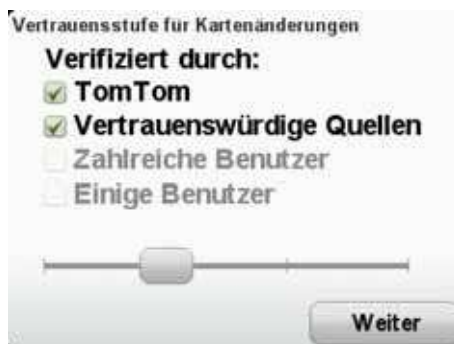 Vertrauensstufe für Kartenänderungen
Verifiziert durch:
TomTom
Vertrauenswürdige Quellen
Zahlreiche Benutzer
Einige Benutzer
Weiter